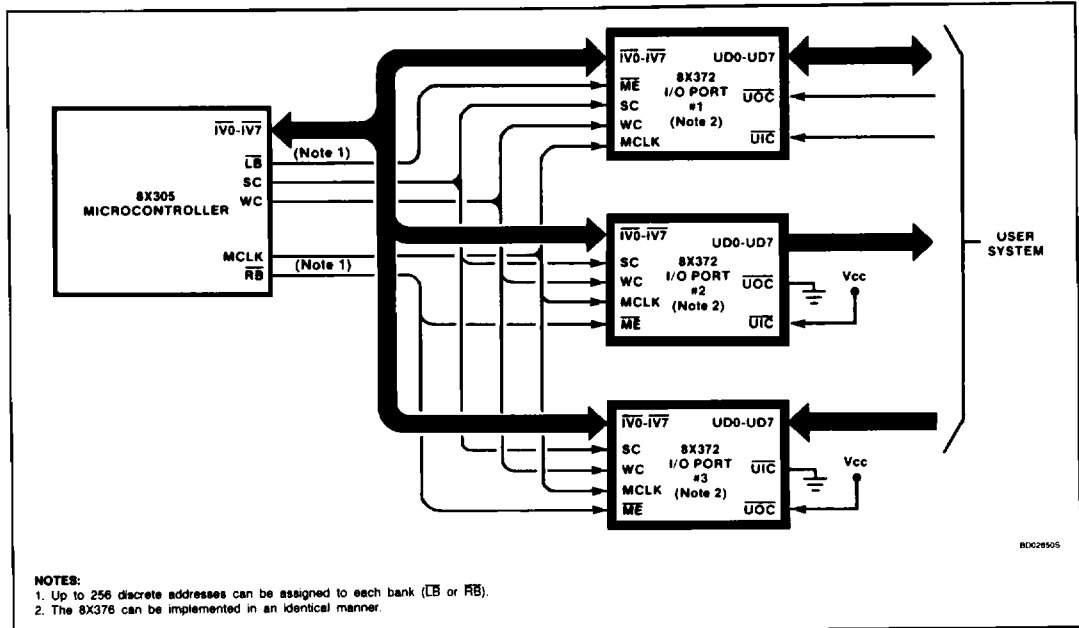 8X305
MICROCONTROLLER
IV0-IV7
LB
SC
WC
MCLK
RB
(Note 1)
(Note 1)
IV0-IV7 UD0-UD7
ME
SC
WC
MCLK
8X372
I/O PORT
#1
(Note 2)
UOC
UIC
IV0-IV7 UD0-UD7
SC
WC
MCLK
ME
8X372
I/O PORT
#2
(Note 2)
UOC
UIC
Vcc
IV0-IV7 UD0-UD7
SC
WC
MCLK
ME
8X372
I/O PORT
#3
(Note 2)
UIC
UOC
Vcc
USER
SYSTEM
BD02650S
NOTES:
1. Up to 256 discrete addresses can be assigned to each bank (LB or RB).
2. The 8X376 can be implemented in an identical manner.